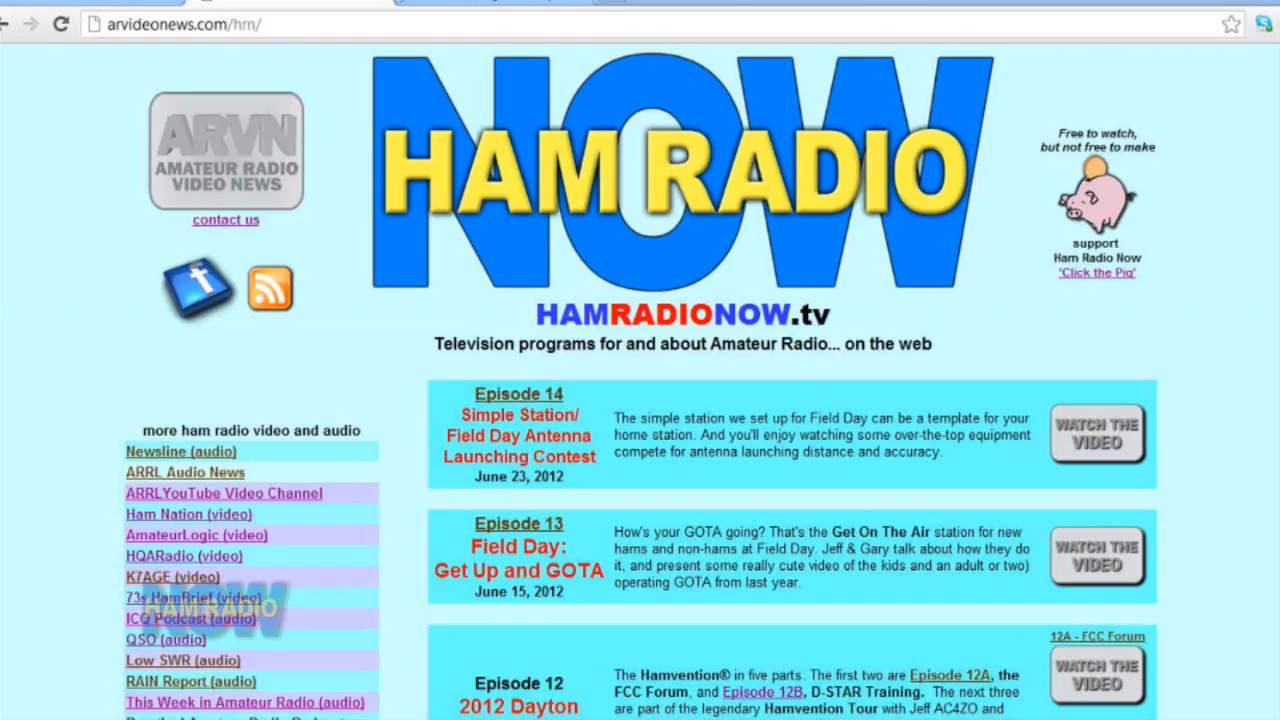 arvideonews.com/hrn/
NOW
HAM RADIO
ARVN
AMATEUR RADIO
VIDEO NEWS
contact us
Free to watch,
but not free to make
support
Ham Radio Now
'Click the Pig'
HAMRADIONOW.tv
Television programs for and about Amateur Radio... on the web
more ham radio video and audio
Newsline (audio)
ARRL Audio News
ARRLYouTube Video Channel
Ham Nation (video)
AmateurLogic (video)
HQARadio (video)
K7AGE (video)
73s HamBrief (video)
ICQ Podcast (audio)
QSO (audio)
Low SWR (audio)
RAIN Report (audio)
This Week in Amateur Radio (audio)
NOW
HAM RADIO
Episode 14
Simple Station/
Field Day Antenna
Launching Contest
June 23, 2012
The simple station we set up for Field Day can be a template for your
home station. And you'll enjoy watching some over-the-top equipment
compete for antenna launching distance and accuracy.
WATCH THE
VIDEO
Episode 13
Field Day:
Get Up and GOTA
June 15, 2012
How's your GOTA going? That's the Get On The Air station for new
hams and non-hams at Field Day. Jeff & Gary talk about how they do
it, and present some really cute video of the kids and an adult or two)
operating GOTA from last year.
WATCH THE
VIDEO
Episode 12
2012 Dayton
The Hamvention® in five parts. The first two are Episode 12A, the
FCC Forum, and Episode 12B, D-STAR Training. The next three
are part of the legendary Hamvention Tour with Jeff AC4ZO and
12A - FCC Forum
WATCH THE
VIDEO